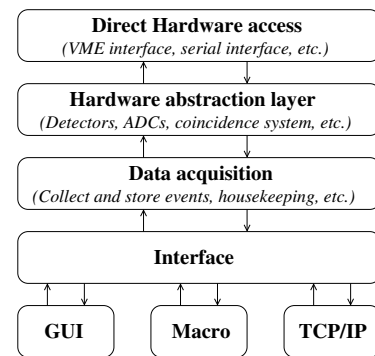 Direct Hardware access
(VME interface, serial interface, etc.)
Hardware abstraction layer
(Detectors, ADCs, coincidence system, etc.)
Data acquisition
(Collect and store events, housekeeping, etc.)
Interface
GUI
Macro
TCP/IP